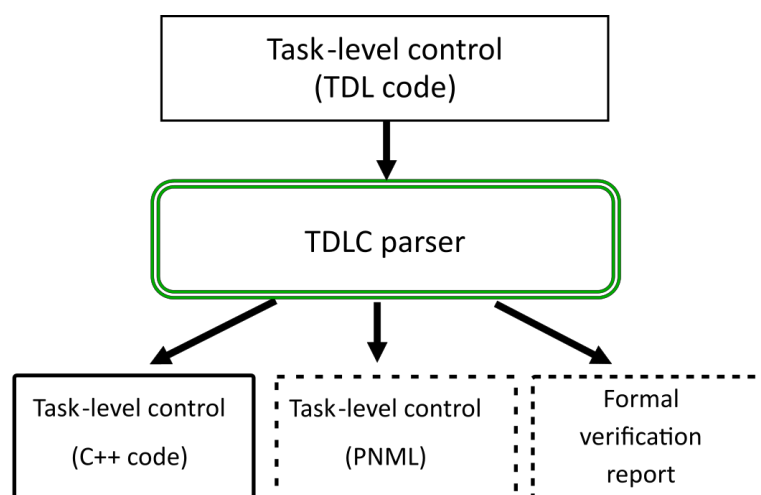 Task-level control
(TDL code)
TDLC parser
Task-level control
(C++ code)
Task-level control
(PNML)
Formal
verification
report